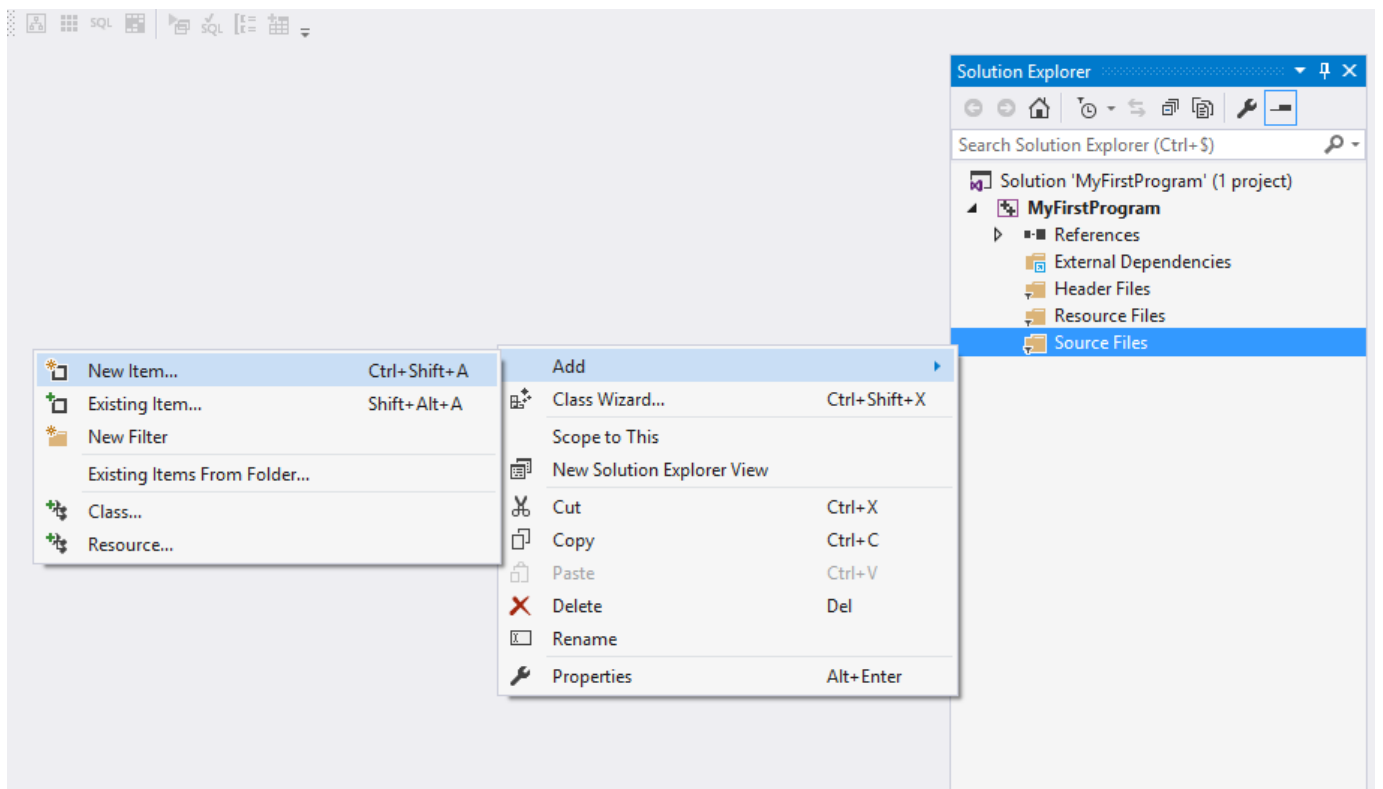 SQL SQL
Solution Explorer
Search Solution Explorer (Ctrl+$)
Solution 'MyFirstProgram' (1 project)
MyFirstProgram
References
External Dependencies
Header Files
Resource Files
Source Files
New Item... Ctrl+Shift+A
Existing Item... Shift+Alt+A
New Filter
Existing Items From Folder...
Class...
Resource...
Add
Class Wizard... Ctrl+Shift+X
Scope to This
New Solution Explorer View
Cut Ctrl+X
Copy Ctrl+C
Paste Ctrl+V
Delete Del
Rename
Properties Alt+Enter